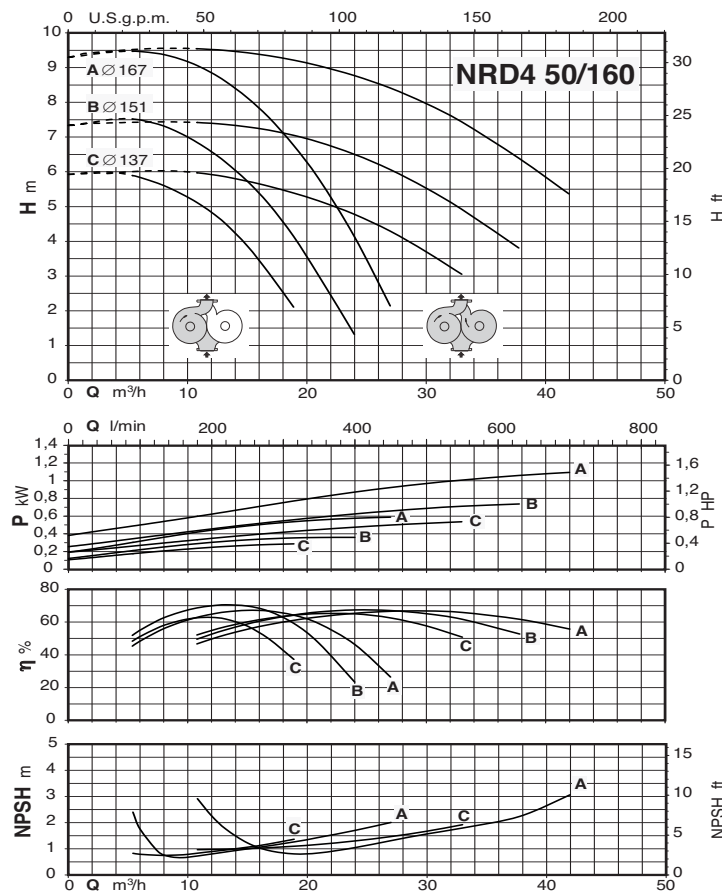 0 U.S.g.p.m. 50 100 150 200
NRD4 50/160
A ∅ 167
B ∅ 151
C ∅ 137
H m
10
9
8
7
6
5
4
3
2
1
0
H ft
30
25
20
15
10
5
0
0 Q m³/h 10 20 30 40 50
0 Q l/min 200 400 600 800
P kW
1,4
1,2
1
0,8
0,6
0,4
0,2
0
P HP
1,6
1,2
0,8
0,4
0
A
B
A
C
B
C
η %
80
60
40
20
0
C
B
A
C
B
A
NPSH m
5
4
3
2
1
0
NPSH ft
15
10
5
0
A
A
C
C
0 Q m³/h 10 20 30 40 50